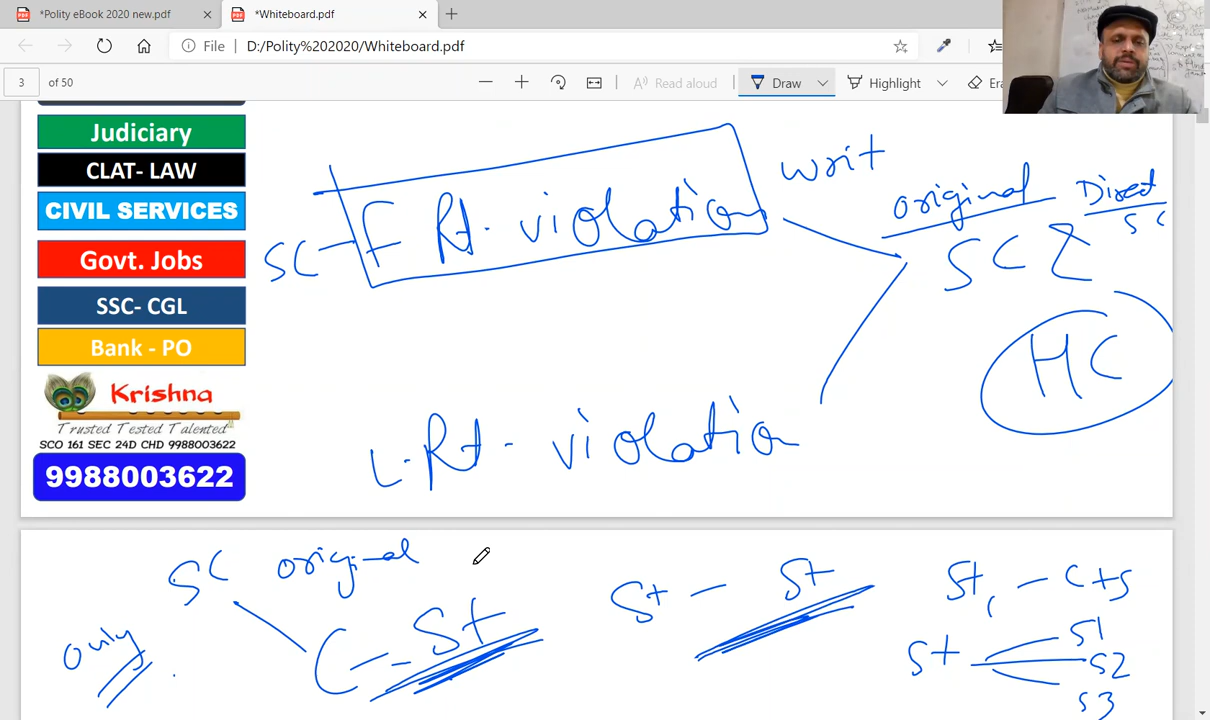 *Polity eBook 2020 new.pdf
*Whiteboard.pdf
File
D:/Polity%202020/Whiteboard.pdf
3 of 50
Read aloud
Draw
Highlight
Era
Judiciary
CLAT- LAW
CIVIL SERVICES
Govt. Jobs
SSC- CGL
Bank - PO
Krishna
Trusted Tested Talented
SCO 161 SEC 24D CHD 9988003622
9988003622
writ
original Direct
SC
SC - F Rt. violation
SC
HC
L. Rt - violation
SC original
only
C -- St
St - St
St, - C + S
St
S1
S2
S3